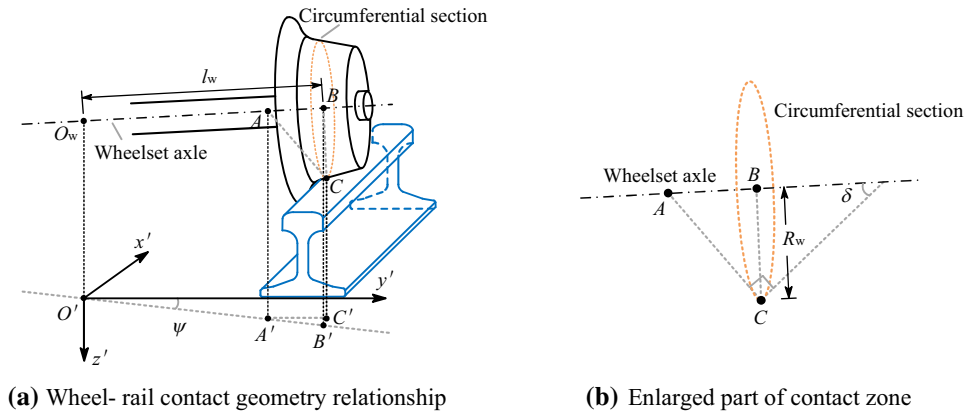 Circumferential section
l_w
B
A
O_w
Wheelset axle
C
x′
y′
O′
ψ
A′
C′
B′
z′
(a) Wheel- rail contact geometry relationship
Circumferential section
Wheelset axle
B
A
δ
R_w
C
(b) Enlarged part of contact zone